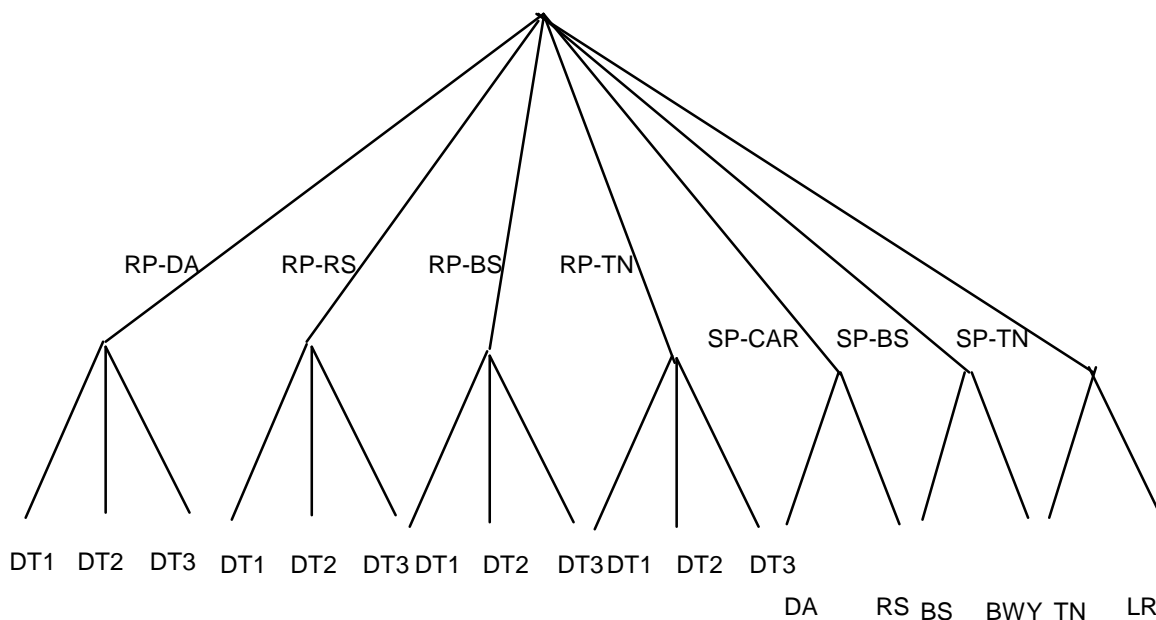 RP-DA RP-RS RP-BS RP-TN
SP-CAR SP-BS SP-TN
DT1 DT2 DT3 DT1 DT2 DT3 DT1 DT2 DT3 DT1 DT2 DT3
DA RS BS BWY TN LR